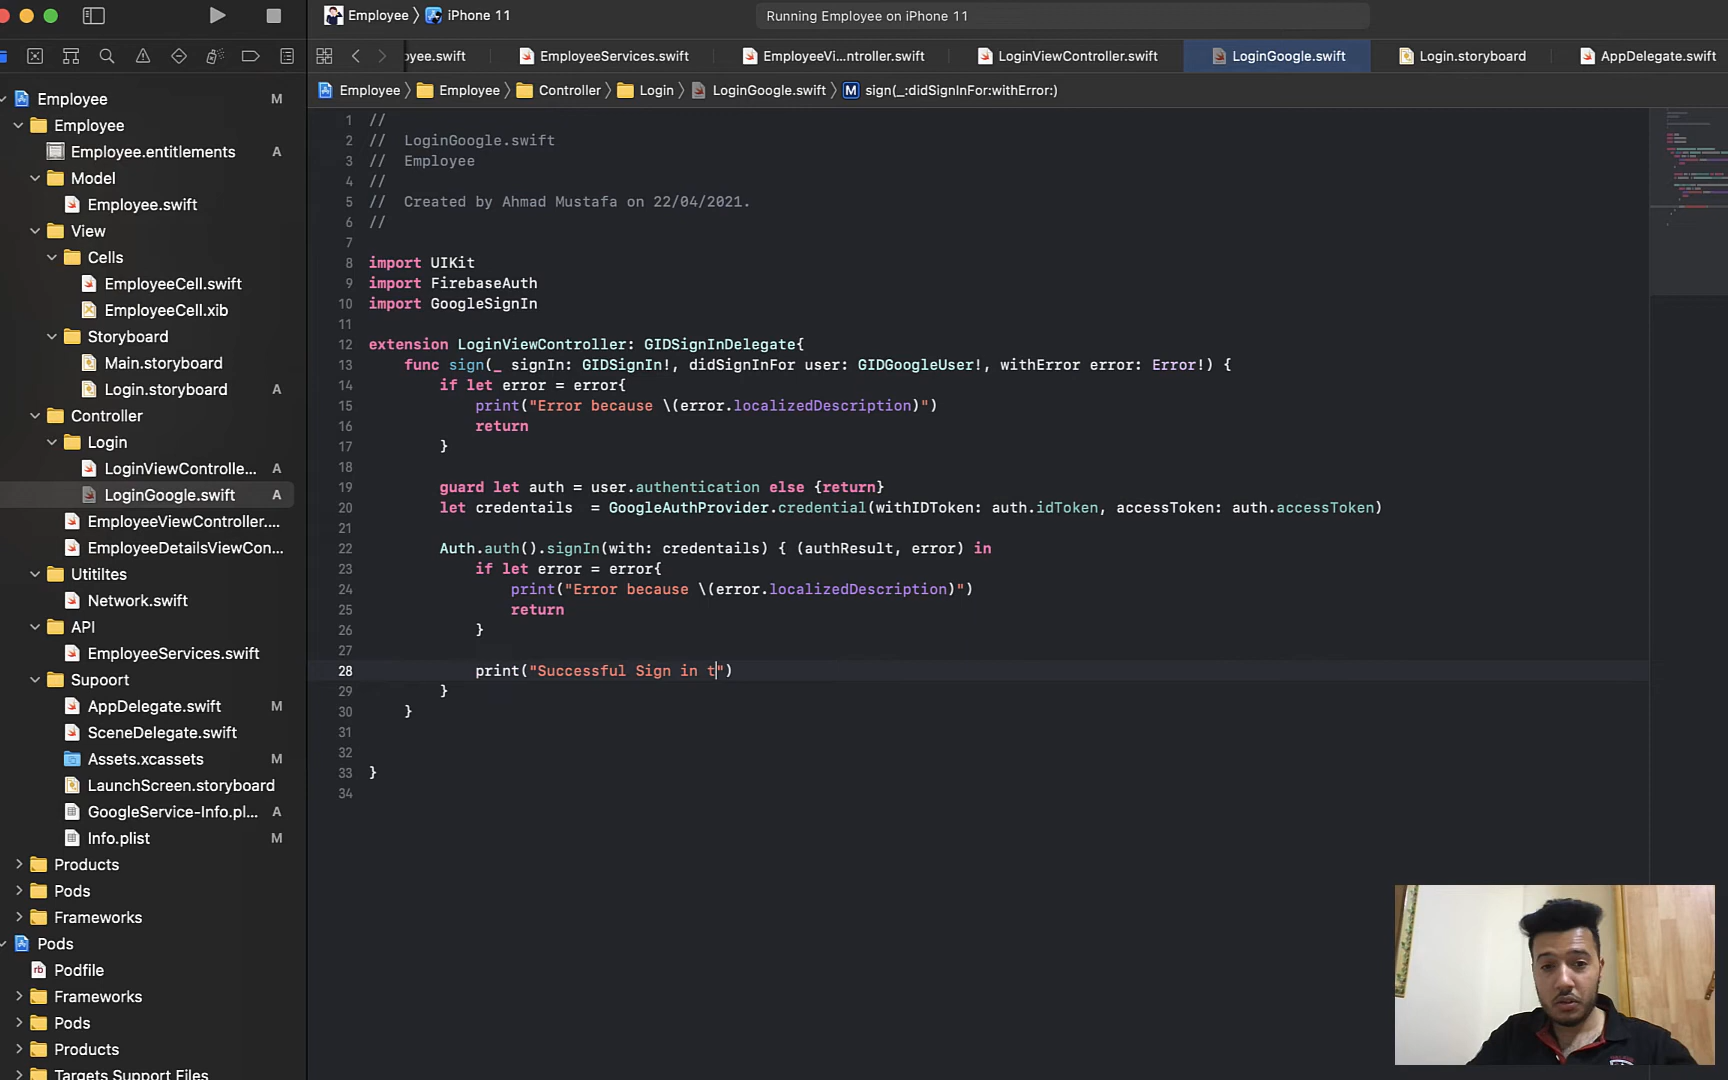 Employee
iPhone 11
Running Employee on iPhone 11
oyee.swift
EmployeeServices.swift
EmployeeVi...ntroller.swift
LoginViewController.swift
LoginGoogle.swift
Login.storyboard
AppDelegate.swift
Employee
Employee
Controller
Login
LoginGoogle.swift
M
sign(_:didSignInFor:withError:)
Employee M
Employee
Employee.entitlements A
Model
Employee.swift
View
Cells
EmployeeCell.swift
EmployeeCell.xib
Storyboard
Main.storyboard
Login.storyboard A
Controller
Login
LoginViewControlle... A
LoginGoogle.swift A
EmployeeViewController....
EmployeeDetailsViewCon...
Utitiltes
Network.swift
API
EmployeeServices.swift
Supoort
AppDelegate.swift M
SceneDelegate.swift
Assets.xcassets M
LaunchScreen.storyboard
GoogleService-Info.pl... A
Info.plist M
Products
Pods
Frameworks
Pods
rb Podfile
Frameworks
Pods
Products
Targets Support Files
1 //
2 //  LoginGoogle.swift
3 //  Employee
4 //
5 //  Created by Ahmad Mustafa on 22/04/2021.
6 //
7
8 import UIKit
9 import FirebaseAuth
10 import GoogleSignIn
11
12 extension LoginViewController: GIDSignInDelegate{
13 func sign(_ signIn: GIDSignIn!, didSignInFor user: GIDGoogleUser!, withError error: Error!) {
14 if let error = error{
15 print("Error because \(error.localizedDescription)")
16 return
17 }
18
19 guard let auth = user.authentication else {return}
20 let credentails  = GoogleAuthProvider.credential(withIDToken: auth.idToken, accessToken: auth.accessToken)
21
22 Auth.auth().signIn(with: credentails) { (authResult, error) in
23 if let error = error{
24 print("Error because \(error.localizedDescription)")
25 return
26 }
27
28 print("Successful Sign in t")
29 }
30 }
31
32
33 }
34